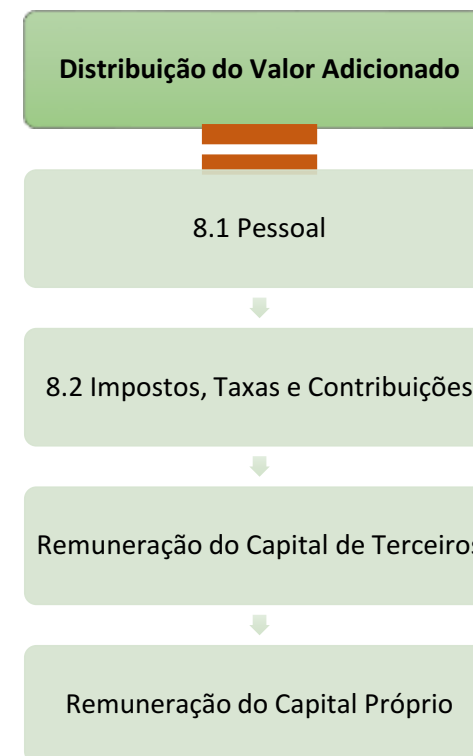 Distribuição do Valor Adicionado
8.1 Pessoal
8.2 Impostos, Taxas e Contribuições
Remuneração do Capital de Terceiros
Remuneração do Capital Próprio